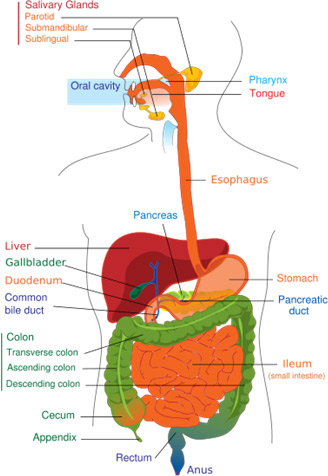 Salivary Glands
Parotid
Submandibular
Sublingual
Oral cavity
Pharynx
Tongue
Esophagus
Pancreas
Liver
Gallbladder
Duodenum
Common
bile duct
Stomach
Pancreatic
duct
Colon
Transverse colon
Ascending colon
Descending colon
Ileum
(small intestine)
Cecum
Appendix
Rectum
Anus